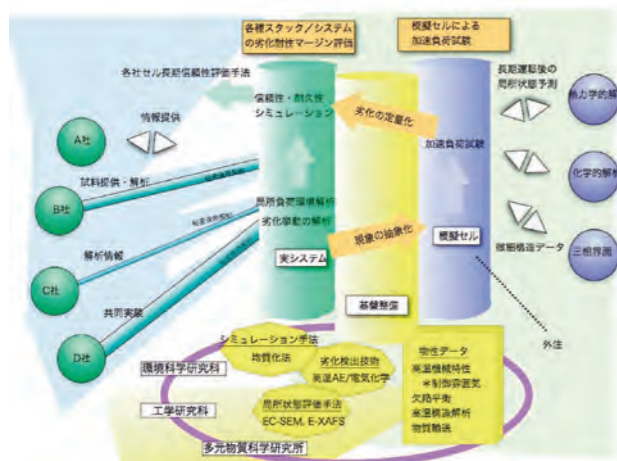 各種スタック／システム
の劣化耐性マージン評価
模擬セルによる
加速負荷試験
各社セル長期信頼性評価手法
長期運転後の
局所状態予測
熱力学的解析
信頼性・耐久性
シミュレーション
情報提供
A社
劣化の定量化
加速負荷試験
試料提供・解析
化学的解析
B社
局所負荷環境解析
劣化挙動の解析
現象の抽象化
模擬セル
微細構造データ
三相界面
解析情報
実システム
C社
共同実験
基盤整備
外注
D社
シミュレーション手法
地質化法
物性データ
環境科学研究科
劣化検出技術
高温AE/電気化学
高温機械特性
＊制御雰囲気
欠陥平衡
高温構造解析
物質輸送
工学研究科
局所状態評価手法
EC-SEM, E-XAFS
多元物質科学研究所